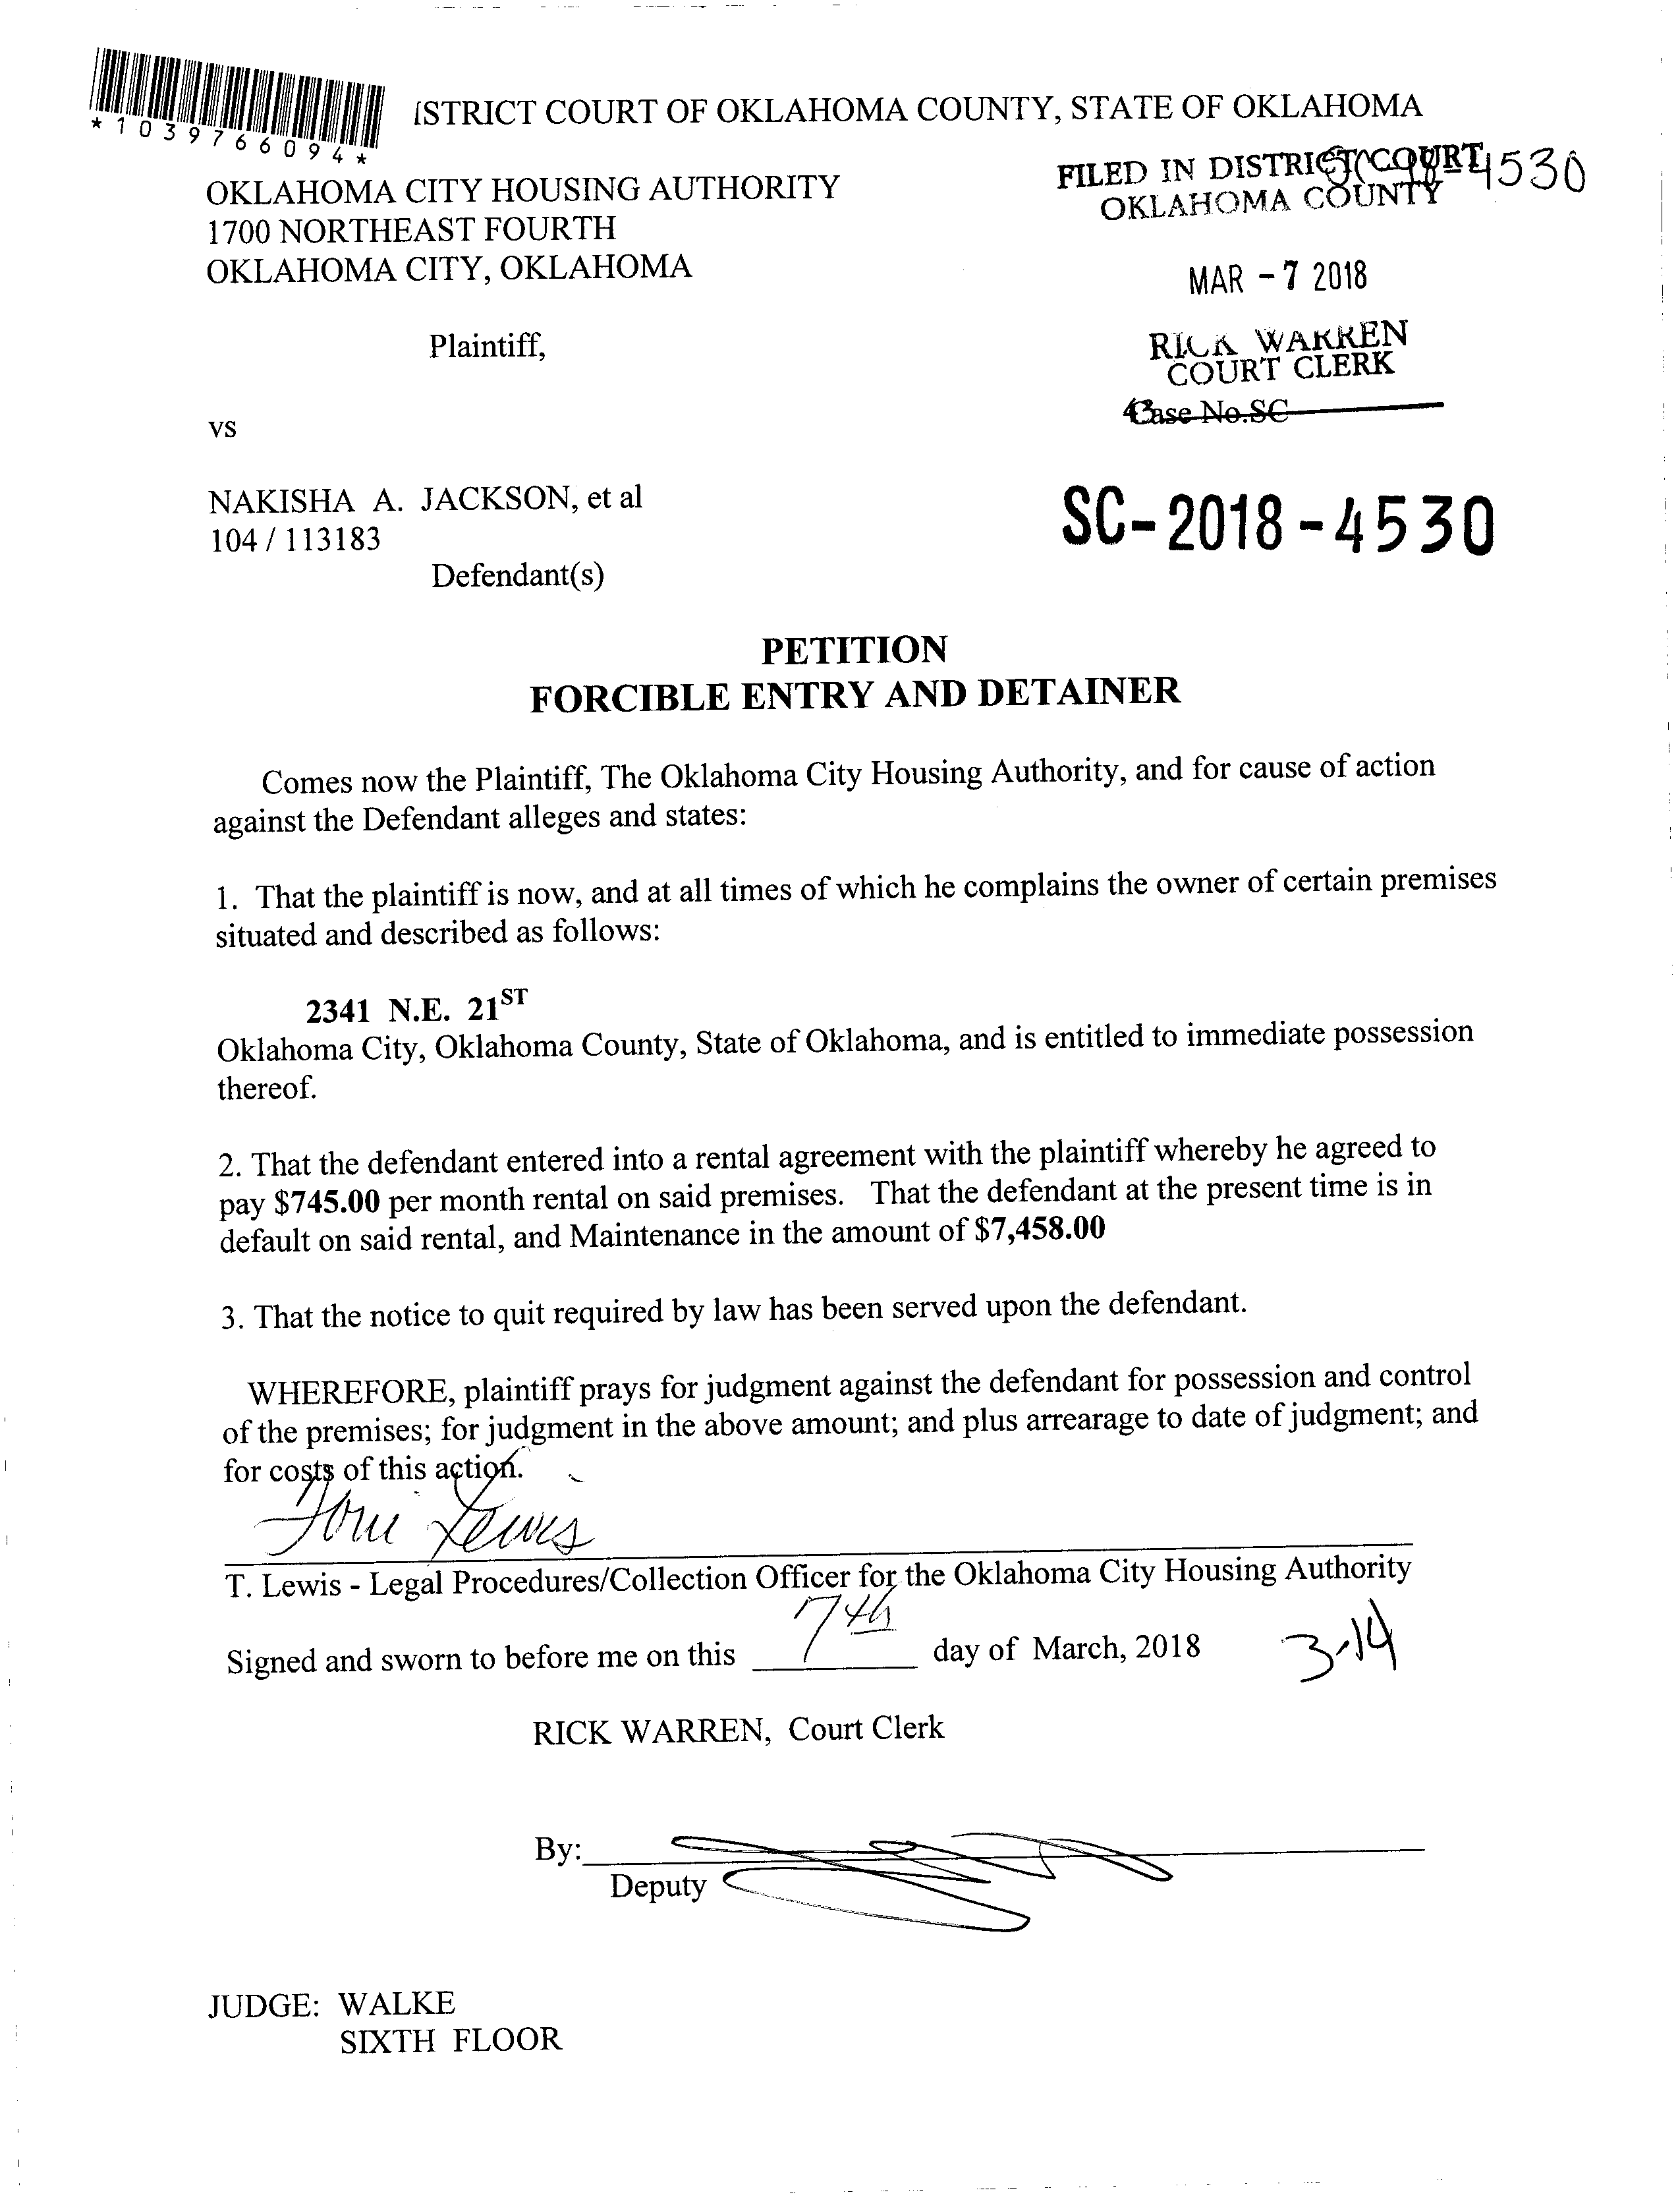 *1039766094*
ISTRICT COURT OF OKLAHOMA COUNTY, STATE OF OKLAHOMA
FILED IN DISTRICT COURT
SC-18-4530
OKLAHOMA COUNTY
OKLAHOMA CITY HOUSING AUTHORITY
1700 NORTHEAST FOURTH
OKLAHOMA CITY, OKLAHOMA
MAR - 7 2018
Plaintiff,
RICK WARREN
COURT CLERK
43
Case No.SC
vs
NAKISHA A. JACKSON, et al
104 / 113183
SC-2018-4530
Defendant(s)
PETITION
FORCIBLE ENTRY AND DETAINER
Comes now the Plaintiff, The Oklahoma City Housing Authority, and for cause of action
against the Defendant alleges and states:
1. That the plaintiff is now, and at all times of which he complains the owner of certain premises
situated and described as follows:
2341 N.E. 21ST
Oklahoma City, Oklahoma County, State of Oklahoma, and is entitled to immediate possession
thereof.
2. That the defendant entered into a rental agreement with the plaintiff whereby he agreed to
pay $745.00 per month rental on said premises. That the defendant at the present time is in
default on said rental, and Maintenance in the amount of $7,458.00
3. That the notice to quit required by law has been served upon the defendant.
WHEREFORE, plaintiff prays for judgment against the defendant for possession and control
of the premises; for judgment in the above amount; and plus arrearage to date of judgment; and
for costs of this action.
Toni Lewis
T. Lewis - Legal Procedures/Collection Officer for the Oklahoma City Housing Authority
Signed and sworn to before me on this 7th day of March, 2018
3-14
RICK WARREN, Court Clerk
By:
Deputy
JUDGE: WALKE
SIXTH FLOOR